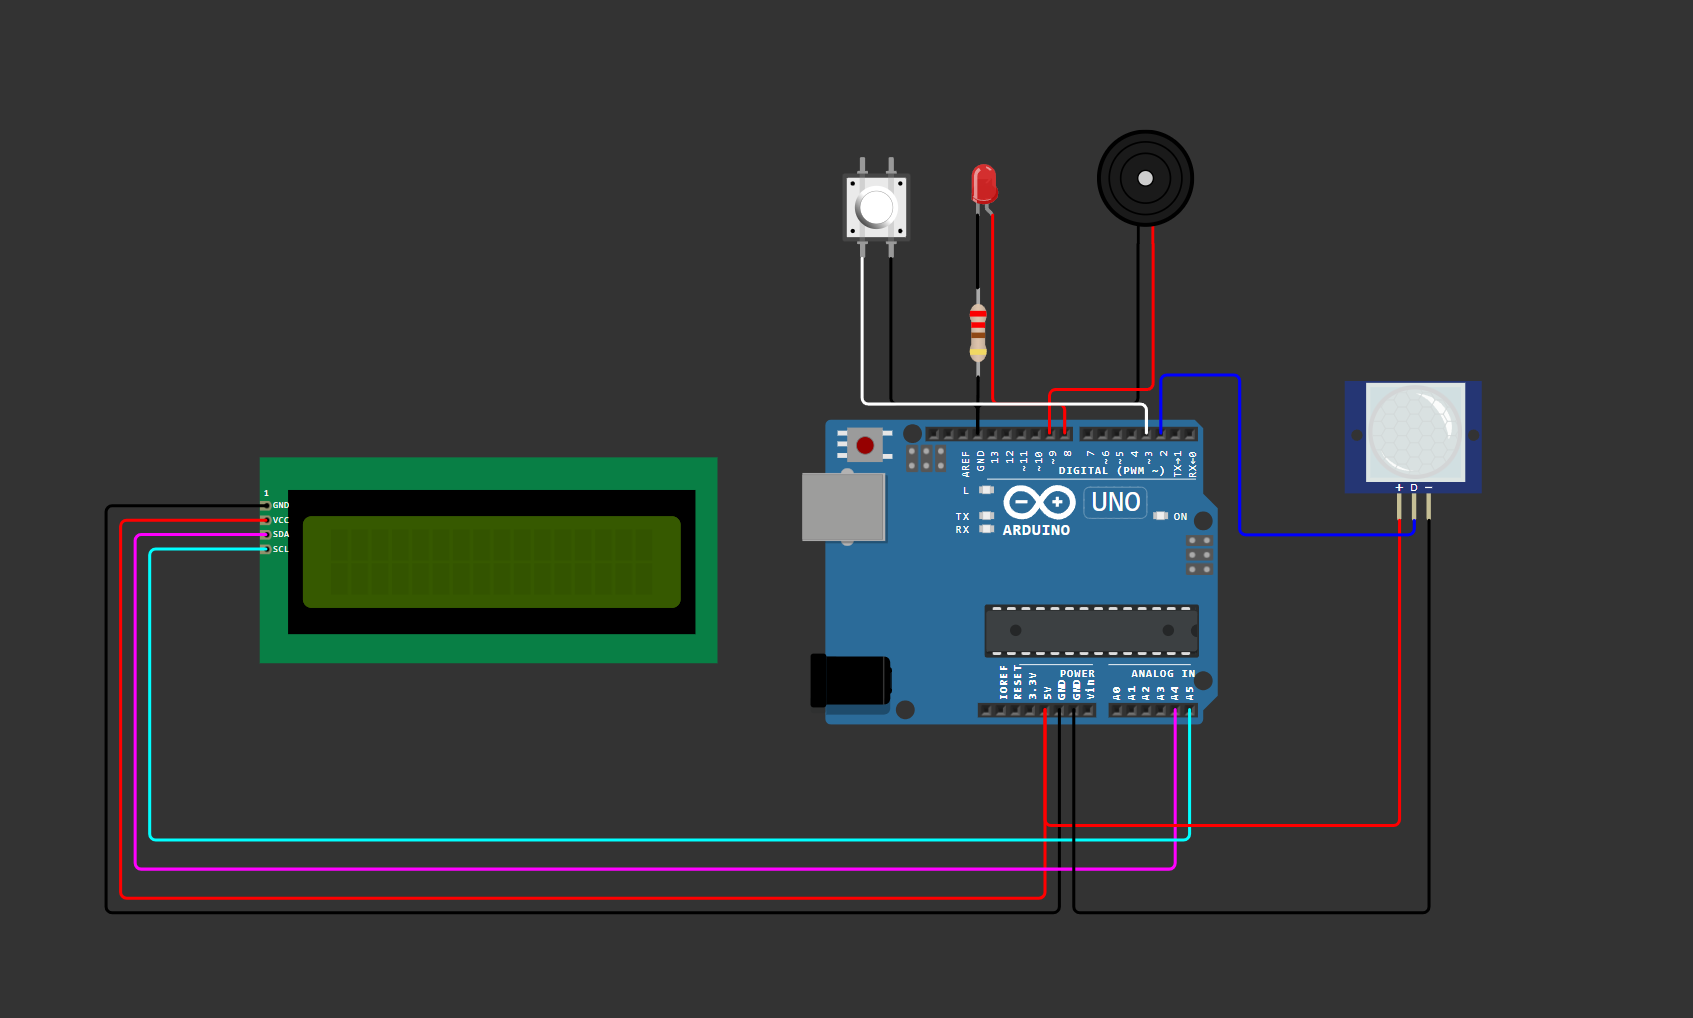 1
GND
VCC
SDA
SCL
AREF
GND
13
12
~11
~10
~9
8
7
~6
~5
4
~3
2
TX→1
RX←0
DIGITAL (PWM ~)
L
TX
RX
UNO
ARDUINO
ON
+ D −
POWER
ANALOG IN
IOREF
RESET
3.3V
5V
GND
GND
Vin
A0
A1
A2
A3
A4
A5